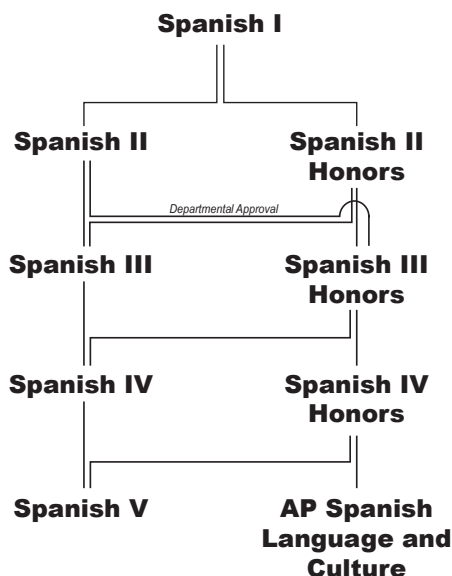 Spanish I
Spanish II
Spanish II
Honors
Departmental Approval
Spanish III
Spanish III
Honors
Spanish IV
Spanish IV
Honors
Spanish V
AP Spanish
Language and
Culture